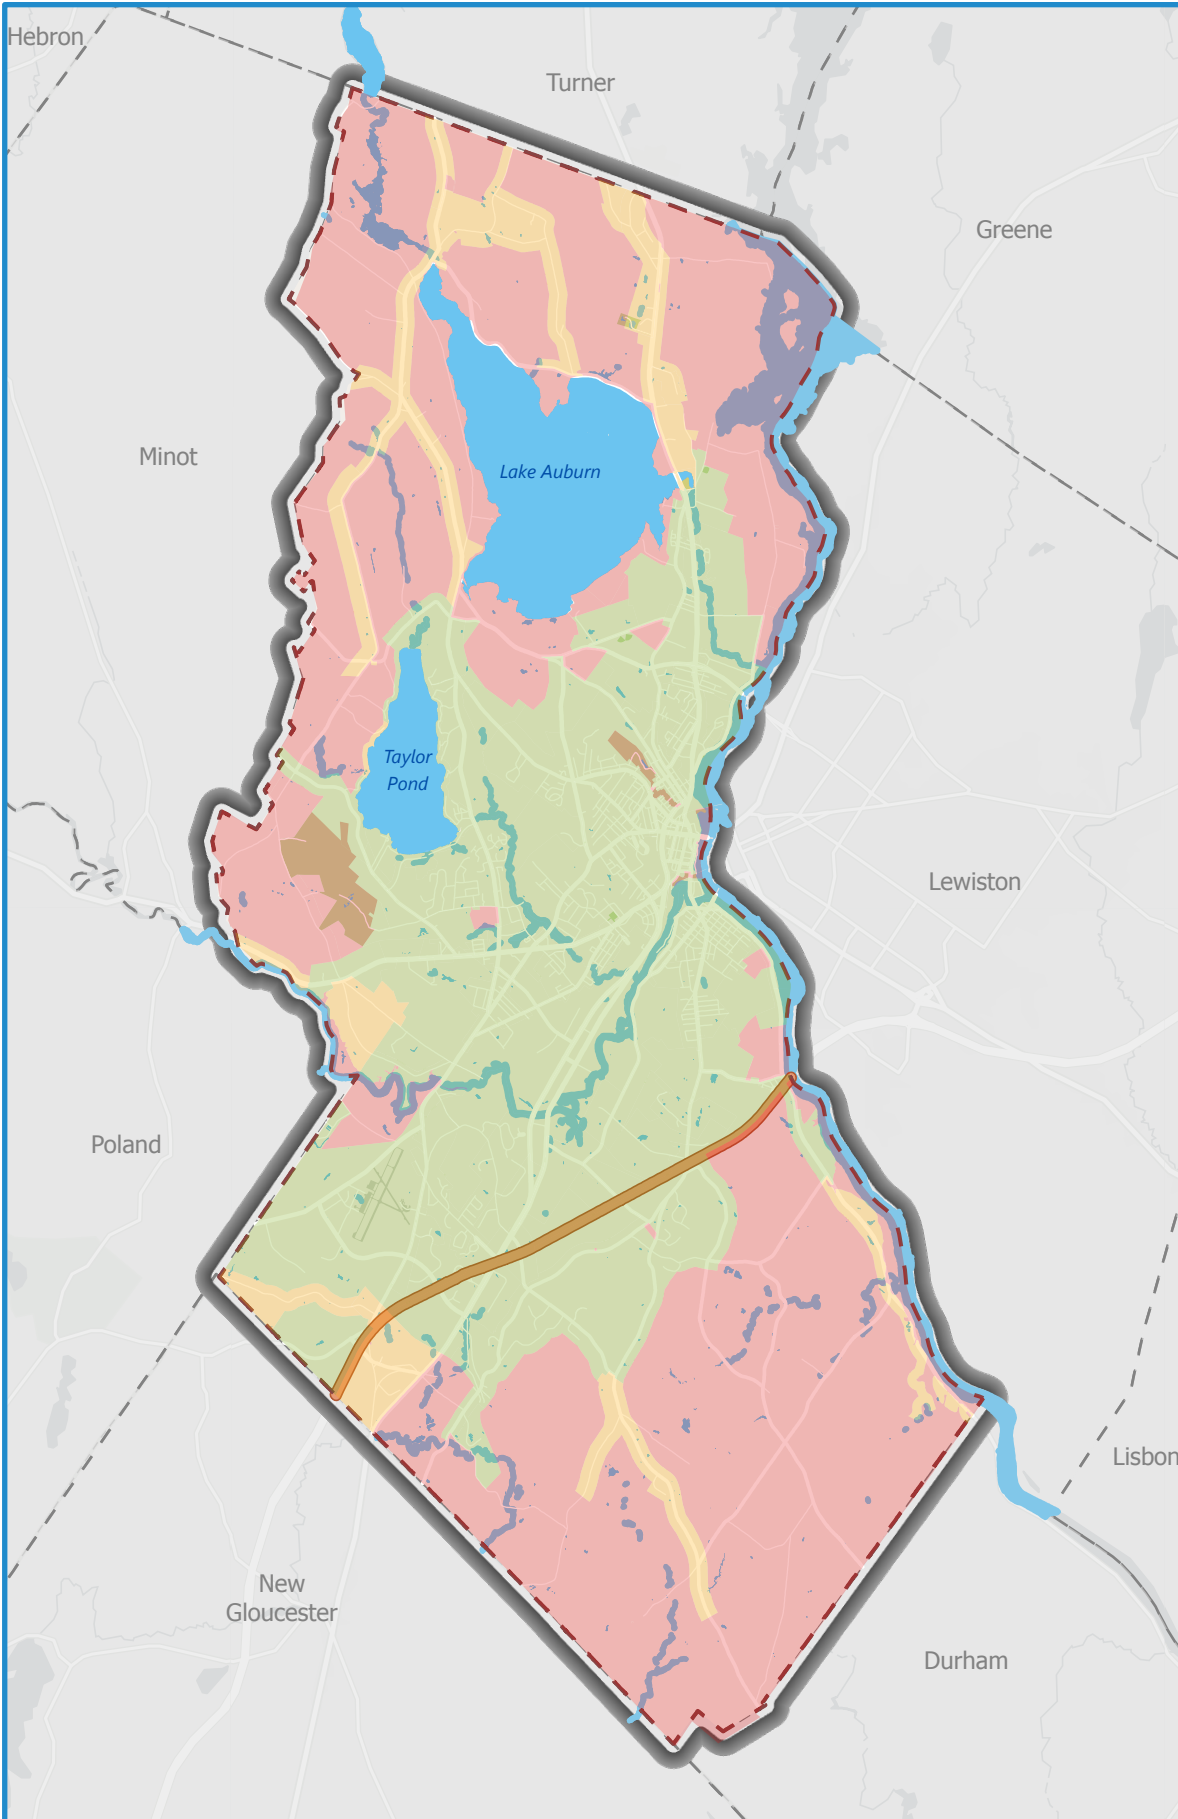 Hebron
Turner
Greene
Minot
Lake Auburn
Taylor
Pond
Lewiston
Poland
Lisbon
New
Gloucester
Durham